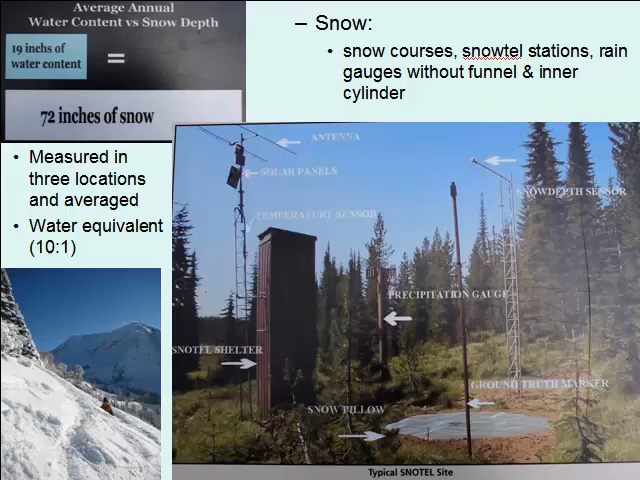 Average Annual
Water Content vs Snow Depth
19 inchs of
water content
=
72 inches of snow
– Snow:
• snow courses, snowtel stations, rain
gauges without funnel & inner
cylinder
• Measured in
three locations
and averaged
• Water equivalent
(10:1)
ANTENNA
SOLAR PANELS
SNOWDEPTH SENSOR
TEMPERATURE SENSOR
PRECIPITATION GAUGE
SNOTEL SHELTER
GROUND TRUTH MARKER
SNOW PILLOW
Typical SNOTEL Site